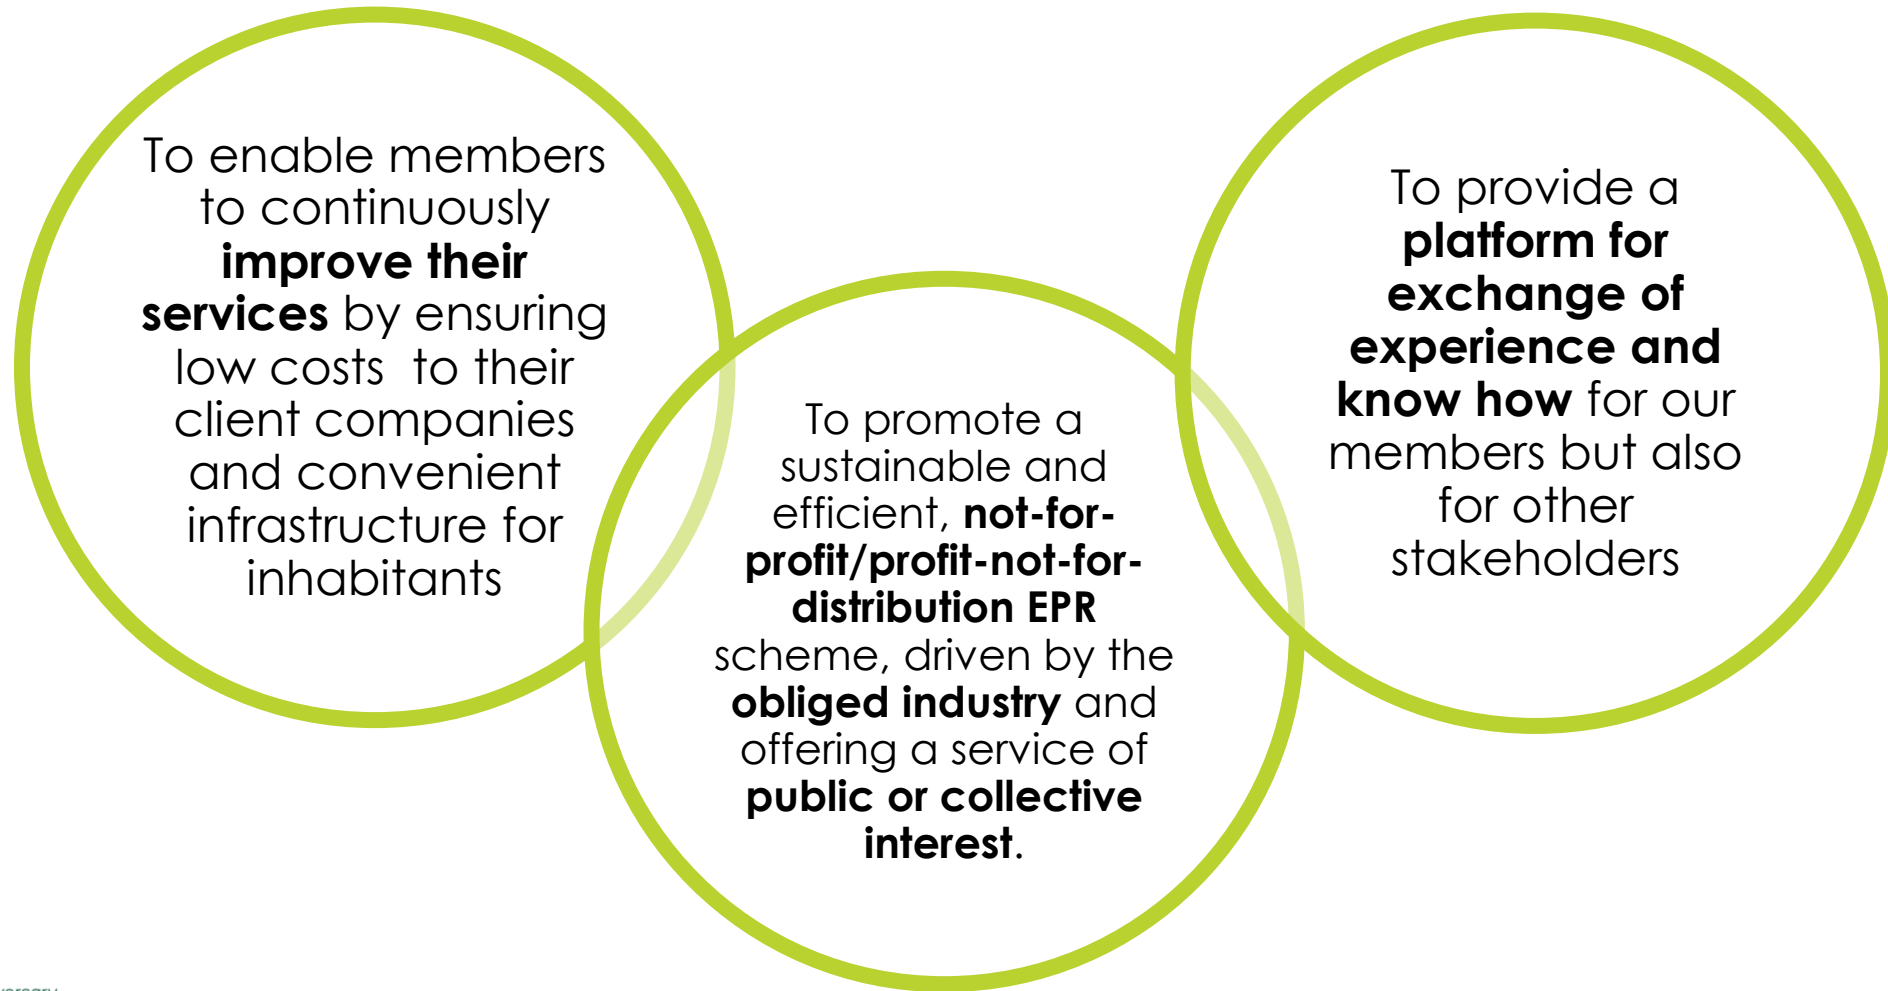 To enable members
to continuously
improve their
services by ensuring
low costs  to their
client companies
and convenient
infrastructure for
inhabitants
To promote a
sustainable and
efficient, not-for-
profit/profit-not-for-
distribution EPR
scheme, driven by the
obliged industry and
offering a service of
public or collective
interest.
To provide a
platform for
exchange of
experience and
know how for our
members but also
for other
stakeholders